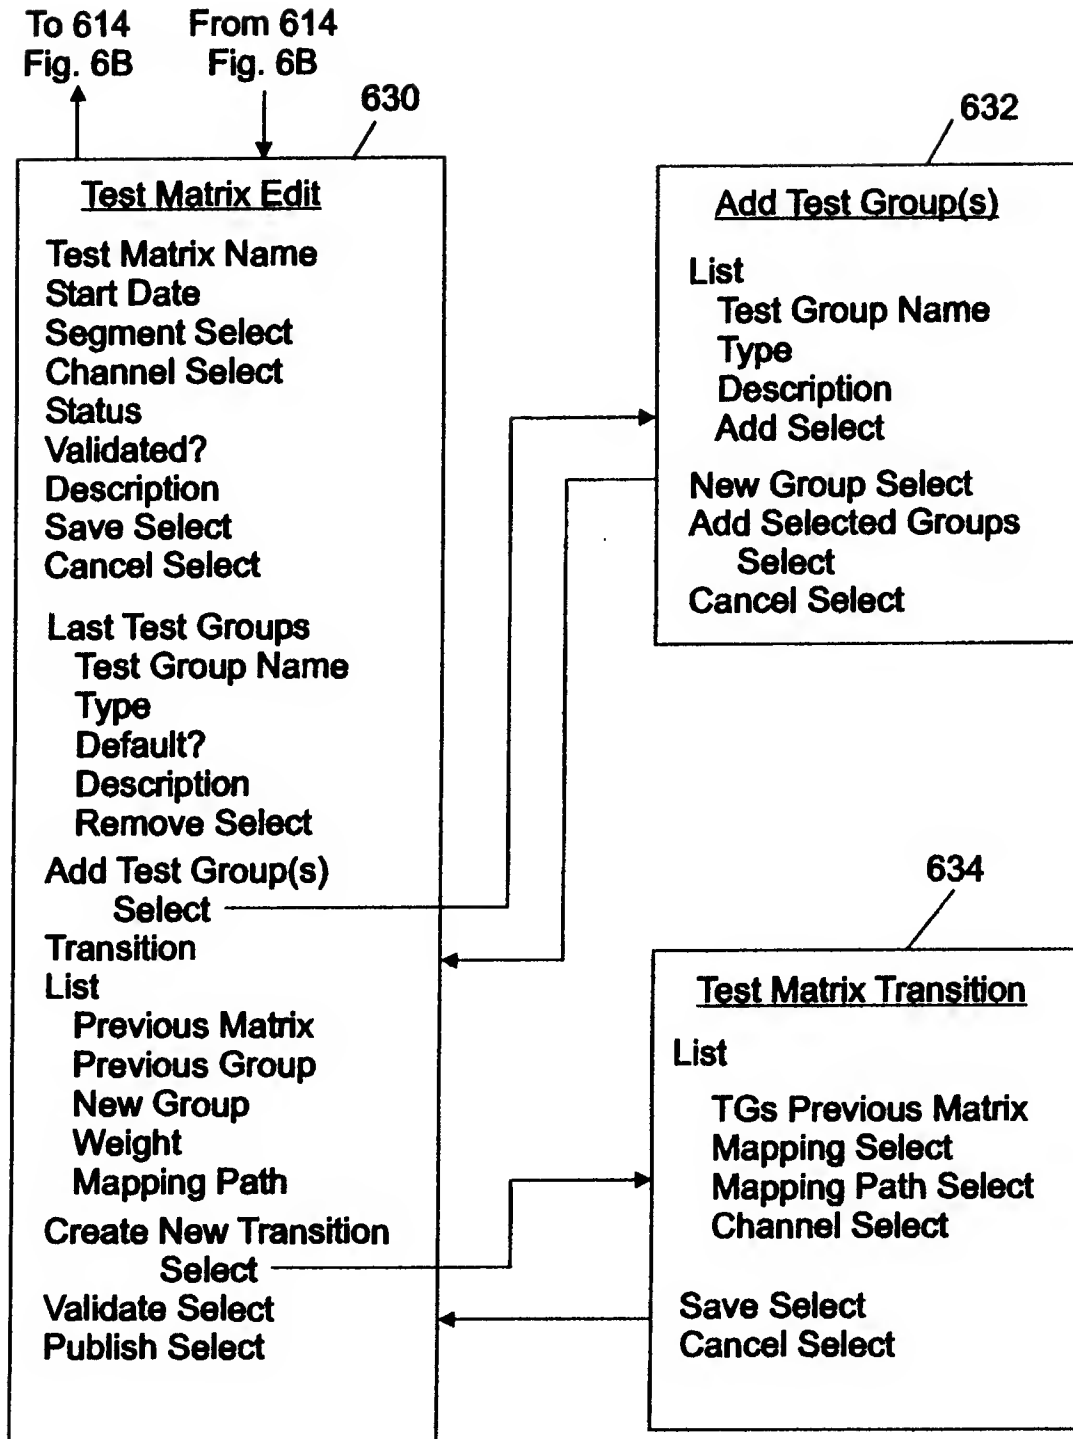 To 614
Fig. 6B
From 614
Fig. 6B
630
Test Matrix Edit
Test Matrix Name
Start Date
Segment Select
Channel Select
Status
Validated?
Description
Save Select
Cancel Select
Last Test Groups
Test Group Name
Type
Default?
Description
Remove Select
Add Test Group(s)
Select
Transition
List
Previous Matrix
Previous Group
New Group
Weight
Mapping Path
Create New Transition
Select
Validate Select
Publish Select
632
Add Test Group(s)
List
Test Group Name
Type
Description
Add Select
New Group Select
Add Selected Groups
Select
Cancel Select
634
Test Matrix Transition
List
TGs Previous Matrix
Mapping Select
Mapping Path Select
Channel Select
Save Select
Cancel Select